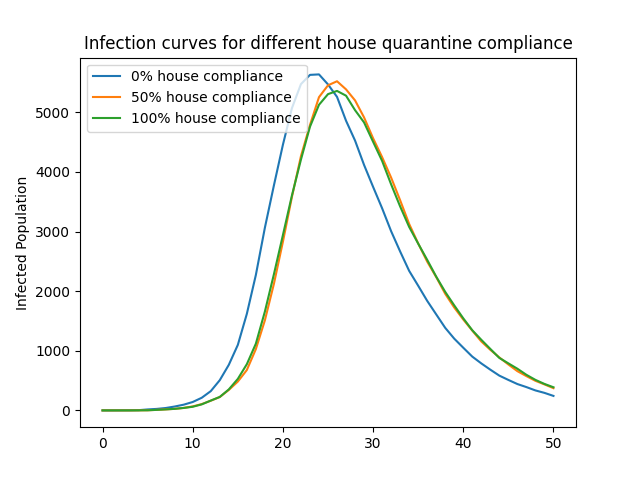 Infection curves for different house quarantine compliance
0% house compliance
50% house compliance
100% house compliance
Infected Population
5000
4000
3000
2000
1000
0
0 10 20 30 40 50